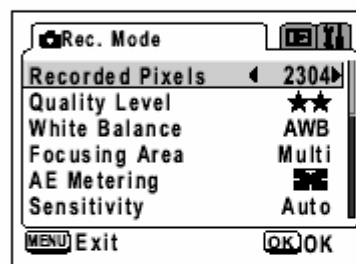 Rec. Mode
Recorded Pixels 2304
Quality Level ★★
White Balance AWB
Focusing Area Multi
AE Metering
Sensitivity Auto
MENU Exit OK OK